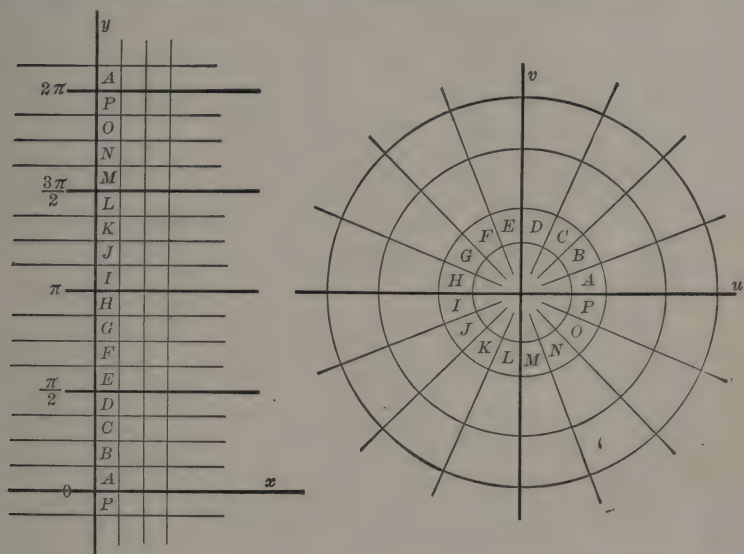 y
A
2π
P
O
N
M
3π/2
L
K
J
I
π
H
G
F
E
π/2
D
C
B
A
0
x
P
v
E D
F C
G B
H A
u
I P
J O
K N
L M